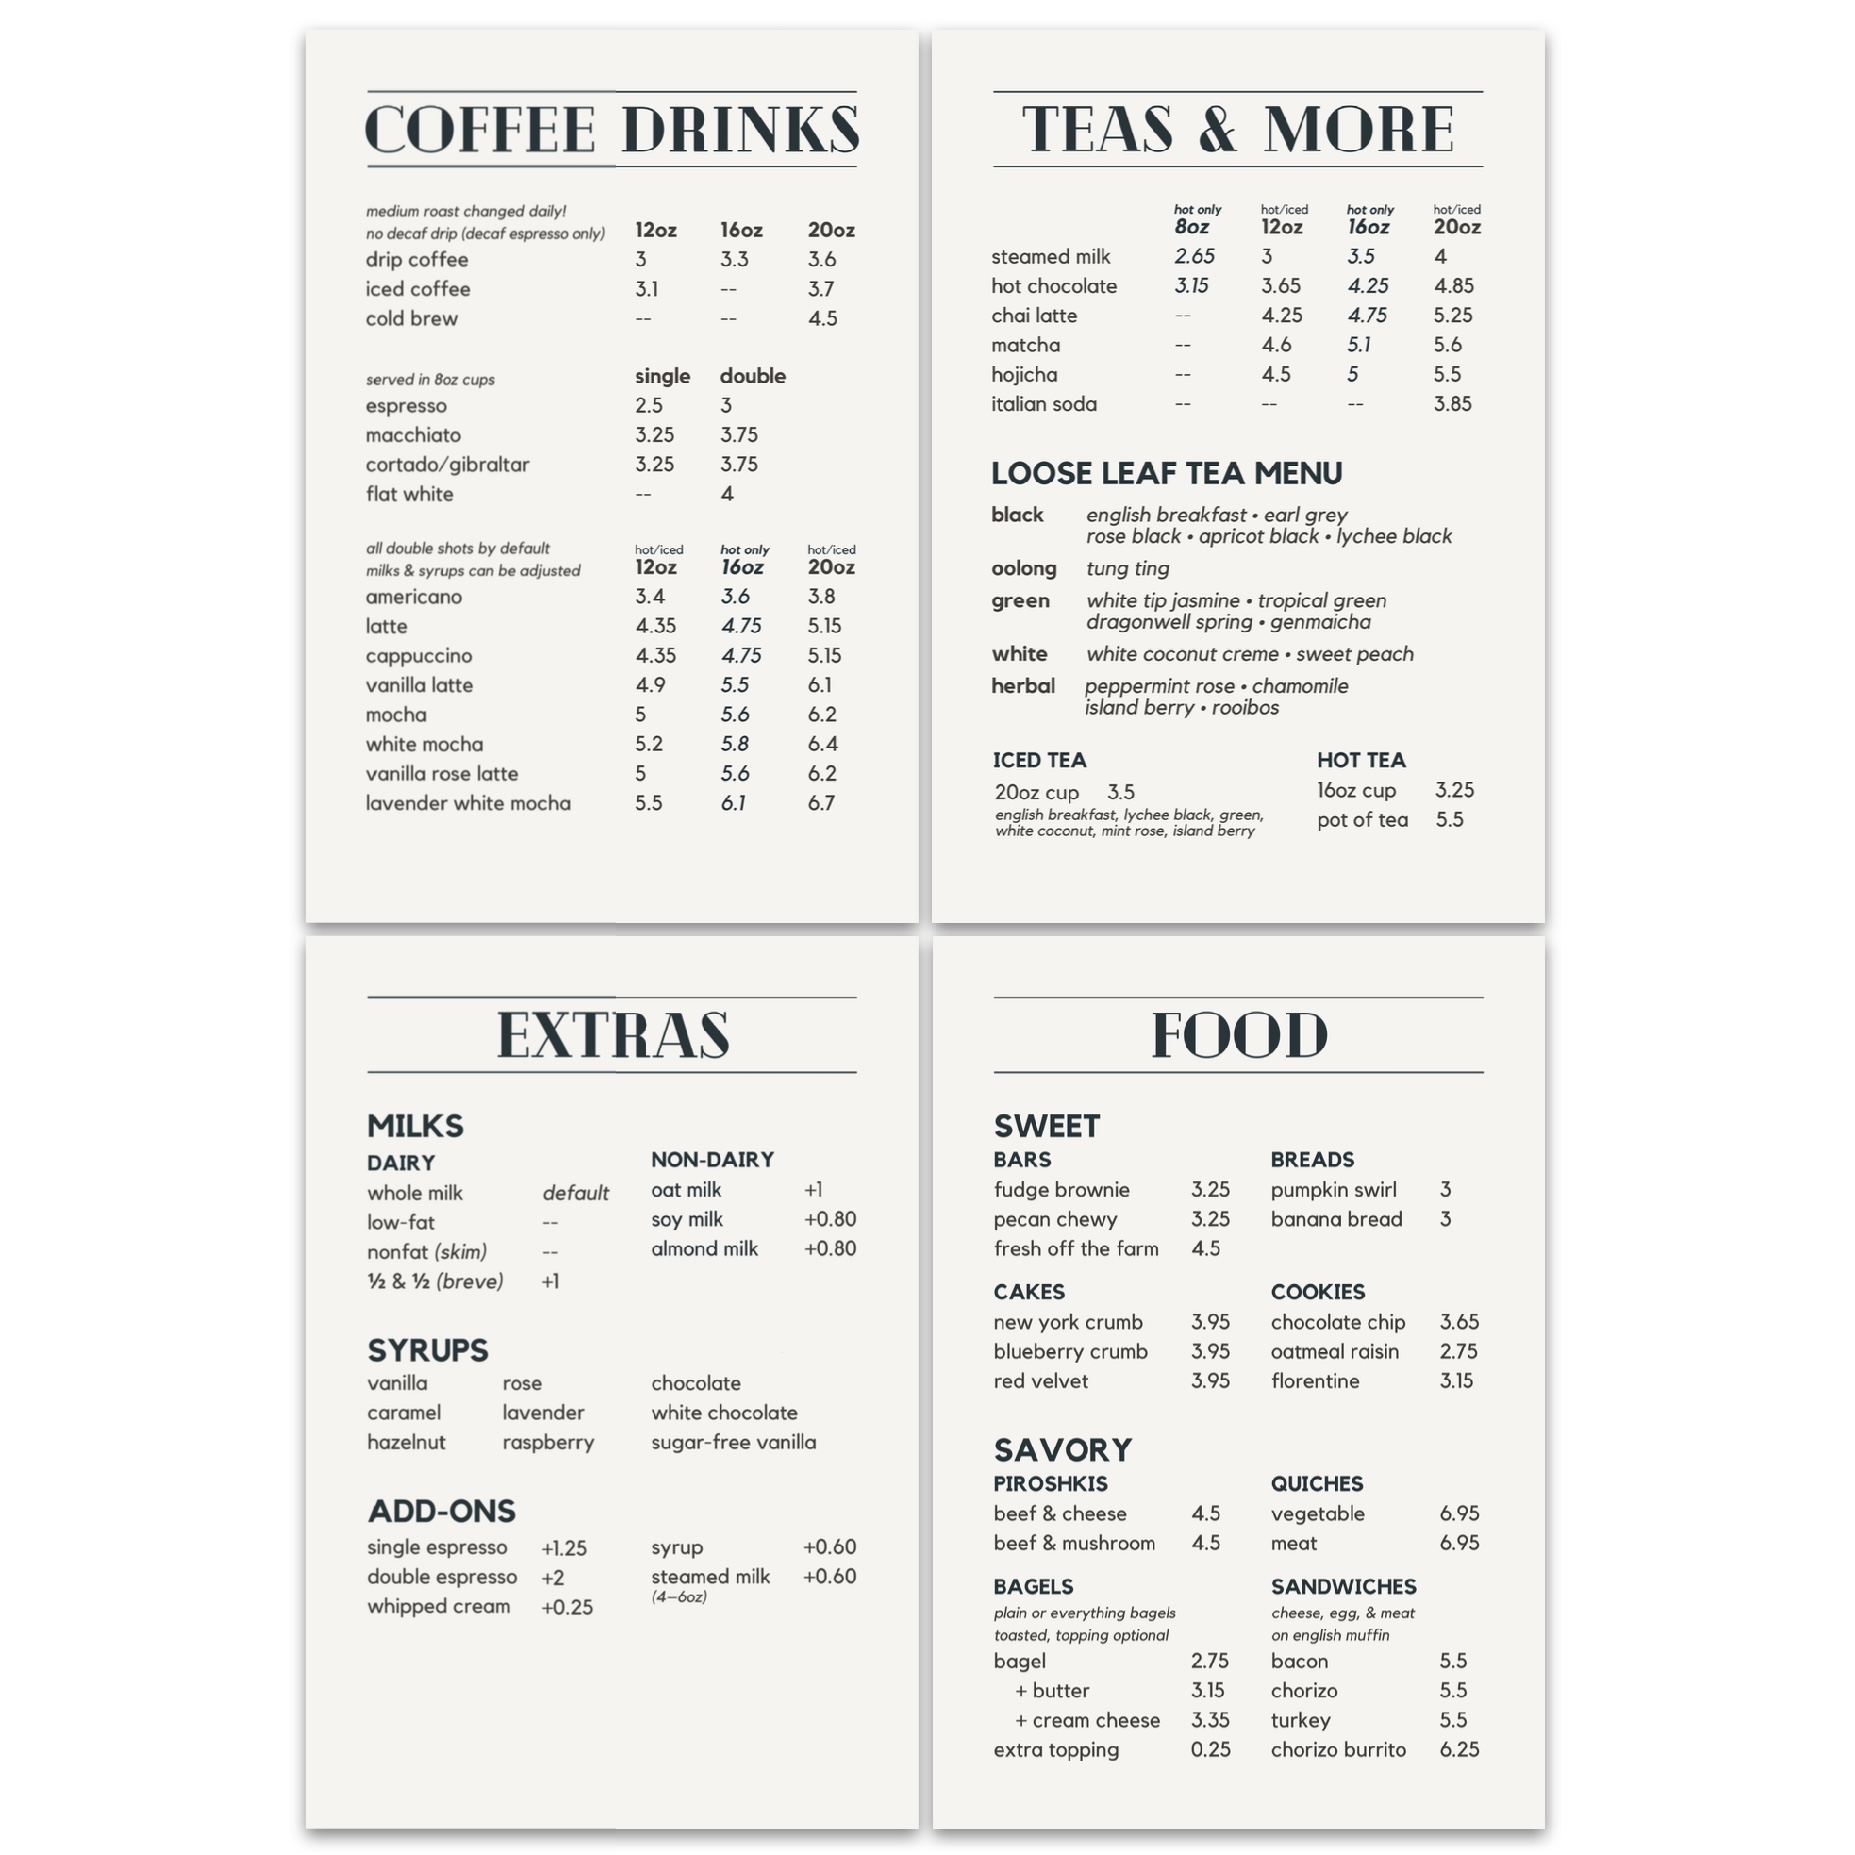 COFFEE DRINKS
medium roast changed daily!
no decaf drip (decaf espresso only) 12oz 16oz 20oz
drip coffee 3 3.3 3.6
iced coffee 3.1 -- 3.7
cold brew -- -- 4.5
served in 8oz cups single double
espresso 2.5 3
macchiato 3.25 3.75
cortado/gibraltar 3.25 3.75
flat white -- 4
all double shots by default hot/iced hot only hot/iced
milks & syrups can be adjusted 12oz 16oz 20oz
americano 3.4 3.6 3.8
latte 4.35 4.75 5.15
cappuccino 4.35 4.75 5.15
vanilla latte 4.9 5.5 6.1
mocha 5 5.6 6.2
white mocha 5.2 5.8 6.4
vanilla rose latte 5 5.6 6.2
lavender white mocha 5.5 6.1 6.7
TEAS & MORE
hot only hot/iced hot only hot/iced
8oz 12oz 16oz 20oz
steamed milk 2.65 3 3.5 4
hot chocolate 3.15 3.65 4.25 4.85
chai latte -- 4.25 4.75 5.25
matcha -- 4.6 5.1 5.6
hojicha -- 4.5 5 5.5
italian soda -- -- -- 3.85
LOOSE LEAF TEA MENU
black english breakfast • earl grey
rose black • apricot black • lychee black
oolong tung ting
green white tip jasmine • tropical green
dragonwell spring • genmaicha
white white coconut creme • sweet peach
herbal peppermint rose • chamomile
island berry • rooibos
ICED TEA
20oz cup 3.5
english breakfast, lychee black, green,
white coconut, mint rose, island berry
HOT TEA
16oz cup 3.25
pot of tea 5.5
EXTRAS
MILKS
DAIRY
whole milk default
low-fat --
nonfat (skim) --
½ & ½ (breve) +1
NON-DAIRY
oat milk +1
soy milk +0.80
almond milk +0.80
SYRUPS
vanilla rose chocolate
caramel lavender white chocolate
hazelnut raspberry sugar-free vanilla
ADD-ONS
single espresso +1.25
double espresso +2
whipped cream +0.25
syrup +0.60
steamed milk +0.60
(4–6oz)
FOOD
SWEET
BARS
fudge brownie 3.25
pecan chewy 3.25
fresh off the farm 4.5
BREADS
pumpkin swirl 3
banana bread 3
CAKES
new york crumb 3.95
blueberry crumb 3.95
red velvet 3.95
COOKIES
chocolate chip 3.65
oatmeal raisin 2.75
florentine 3.15
SAVORY
PIROSHKIS
beef & cheese 4.5
beef & mushroom 4.5
QUICHES
vegetable 6.95
meat 6.95
BAGELS
plain or everything bagels
toasted, topping optional
bagel 2.75
+ butter 3.15
+ cream cheese 3.35
extra topping 0.25
SANDWICHES
cheese, egg, & meat
on english muffin
bacon 5.5
chorizo 5.5
turkey 5.5
chorizo burrito 6.25